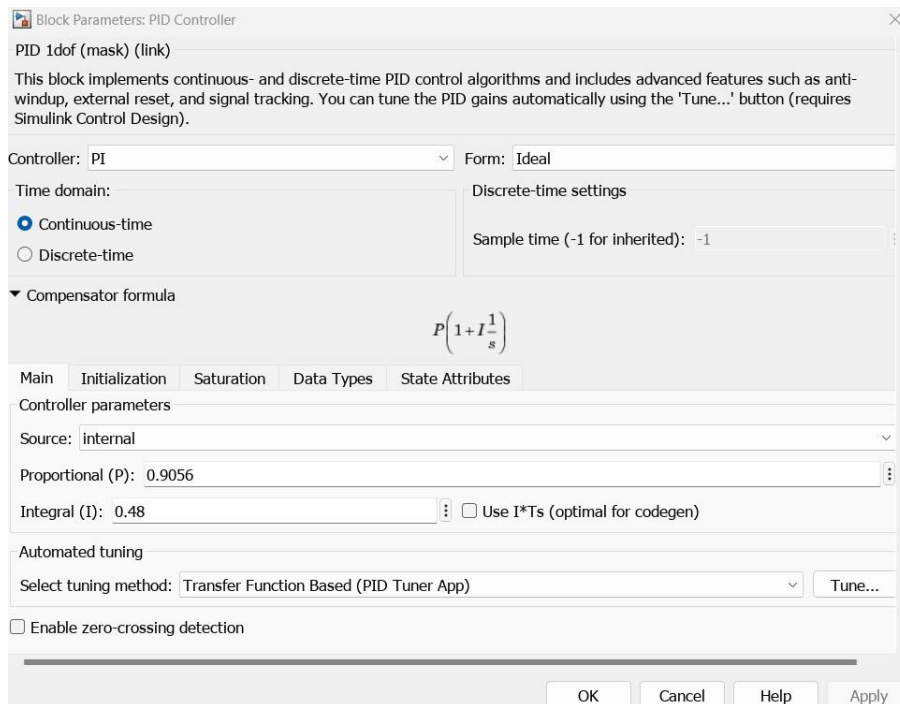 Block Parameters: PID Controller
PID 1dof (mask) (link)
This block implements continuous- and discrete-time PID control algorithms and includes advanced features such as anti-
windup, external reset, and signal tracking. You can tune the PID gains automatically using the 'Tune...' button (requires
Simulink Control Design).
Controller: PI Form: Ideal
Time domain: Discrete-time settings
Continuous-time
Sample time (-1 for inherited): -1
Discrete-time
Compensator formula
P(1+I 1/s)
Main Initialization Saturation Data Types State Attributes
Controller parameters
Source: internal
Proportional (P): 0.9056
Integral (I): 0.48 Use I*Ts (optimal for codegen)
Automated tuning
Select tuning method: Transfer Function Based (PID Tuner App) Tune...
Enable zero-crossing detection
OK Cancel Help Apply